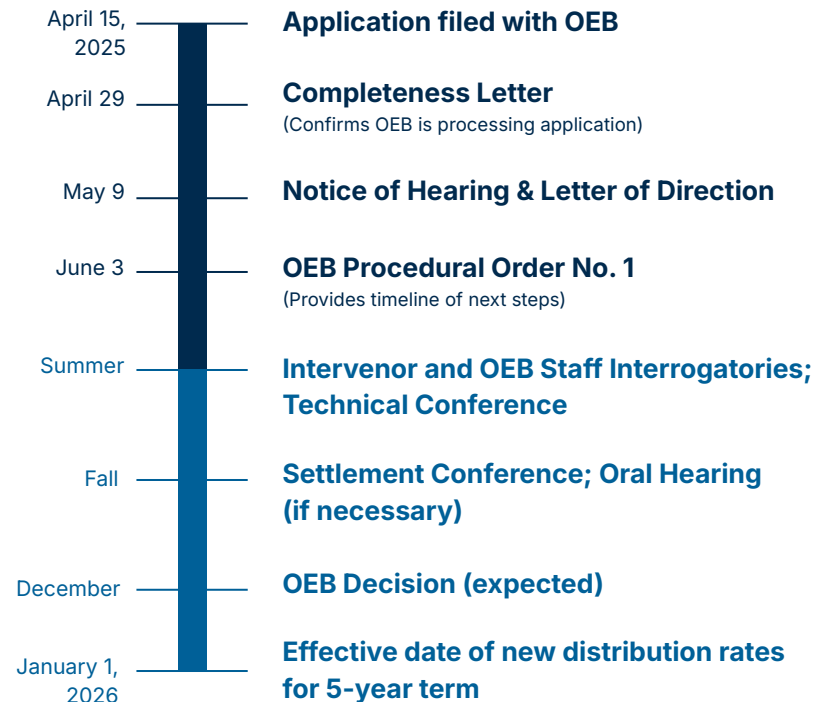 April 15,
2025
Application filed with OEB
April 29
Completeness Letter
(Confirms OEB is processing application)
May 9
Notice of Hearing & Letter of Direction
June 3
OEB Procedural Order No. 1
(Provides timeline of next steps)
Summer
Intervenor and OEB Staff Interrogatories;
Technical Conference
Fall
Settlement Conference; Oral Hearing
(if necessary)
December
OEB Decision (expected)
January 1,
2026
Effective date of new distribution rates
for 5-year term